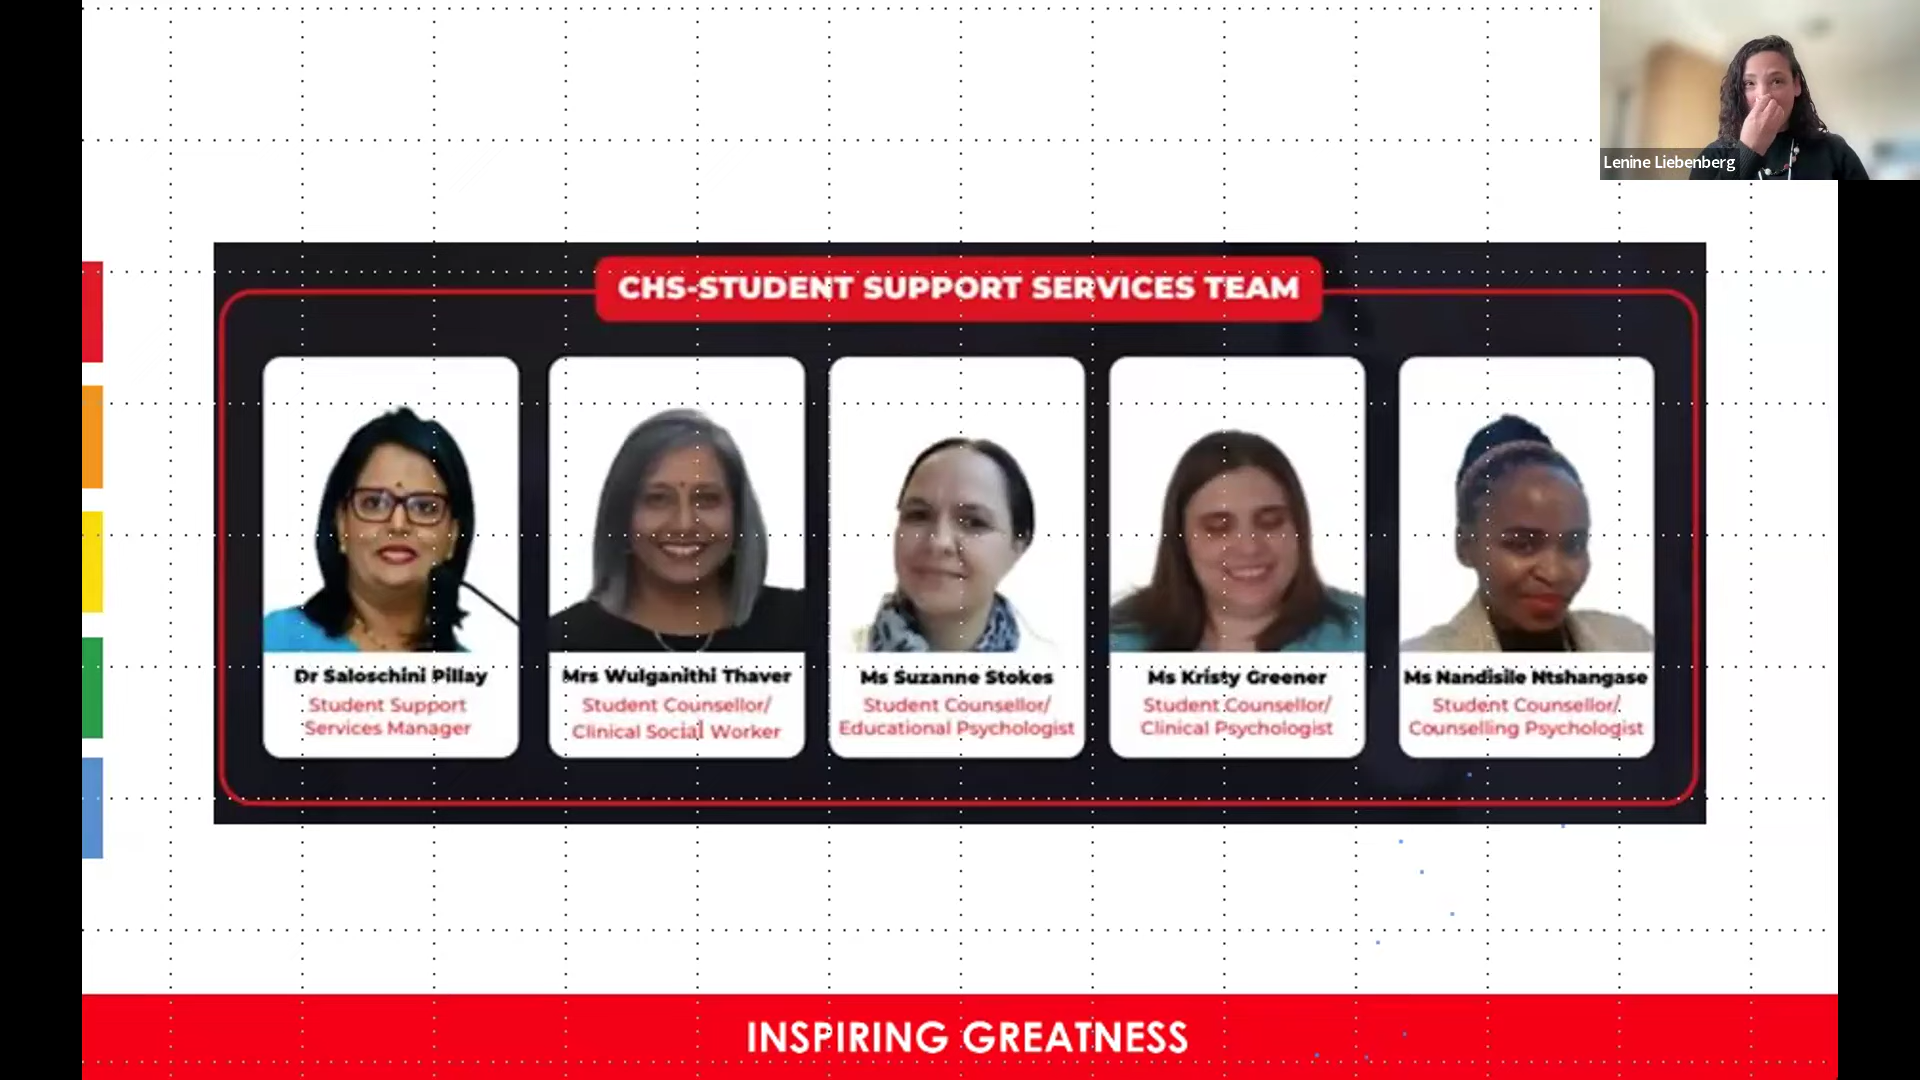 Lenine Liebenberg
CHS-STUDENT SUPPORT SERVICES TEAM
Dr Saloschini Pillay
Student Support
Services Manager
Mrs Wulganithi Thaver
Student Counsellor/
Clinical Social Worker
Ms Suzanne Stokes
Student Counsellor/
Educational Psychologist
Ms Kristy Greener
Student Counsellor/
Clinical Psychologist
Ms Nandisile Ntshangase
Student Counsellor/
Counselling Psychologist
INSPIRING GREATNESS